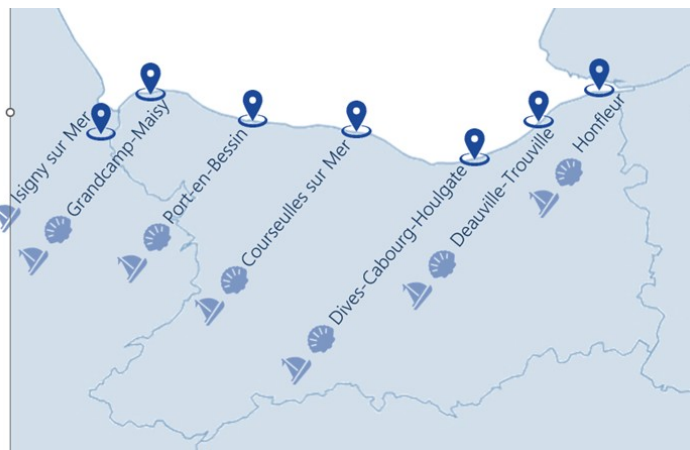 Isigny sur Mer
Grandcamp-Maisy
Port-en-Bessin
Courseulles sur Mer
Dives-Cabourg-Houlgate
Deauville-Trouville
Honfleur